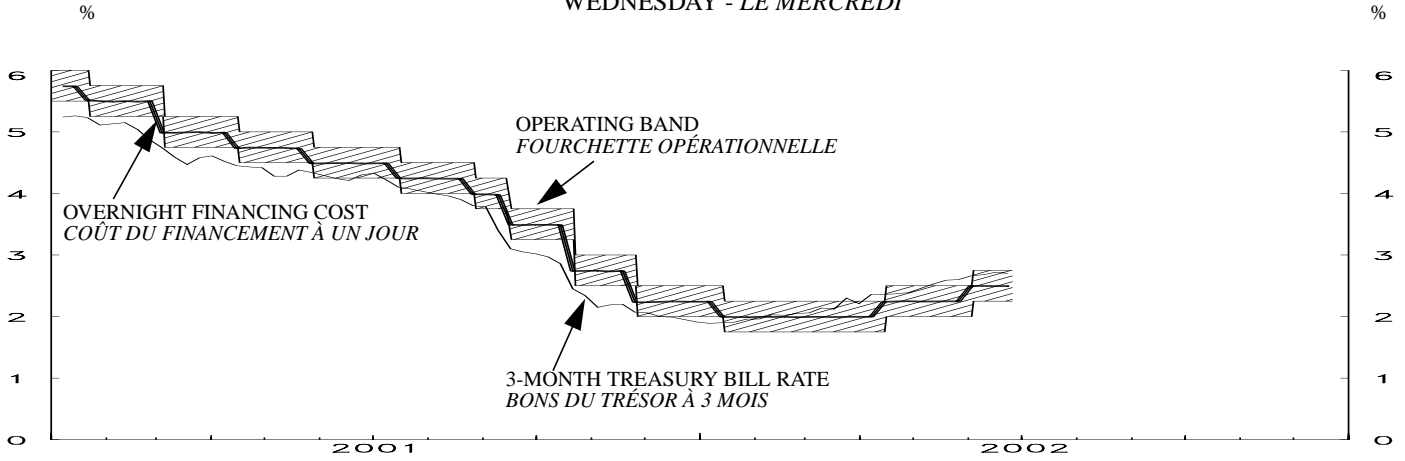 WEDNESDAY - LE MERCREDI
% %
6 6
5 5
OPERATING BAND
FOURCHETTE OPÉRATIONNELLE
4 4
OVERNIGHT FINANCING COST
COÛT DU FINANCEMENT À UN JOUR
3 3
2 2
3-MONTH TREASURY BILL RATE
BONS DU TRÉSOR À 3 MOIS
1 1
0 0
2001 2002